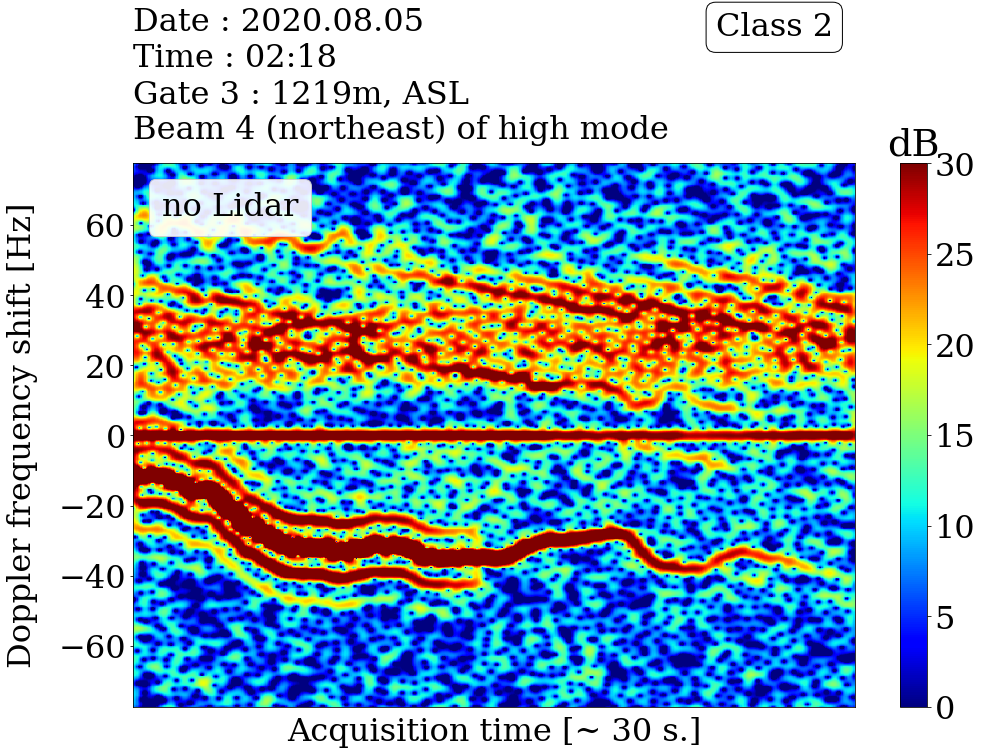 Date : 2020.08.05
Time : 02:18
Gate 3 : 1219m, ASL
Beam 4 (northeast) of high mode
Class 2
dB
no Lidar
Doppler frequency shift [Hz]
60
40
20
0
−20
−40
−60
30
25
20
15
10
5
0
Acquisition time [~ 30 s.]